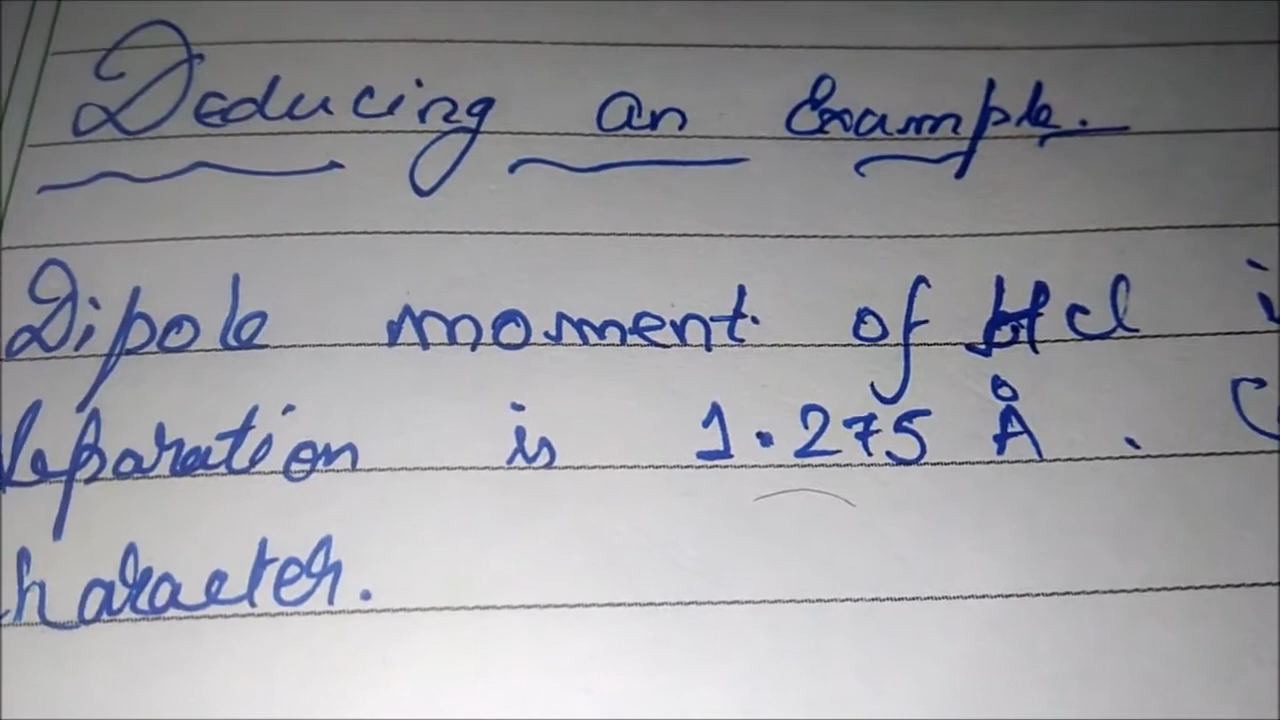 Deducing an Example.
Dipole moment of HCl i
Separation is 1.275 Å . C
haracter.